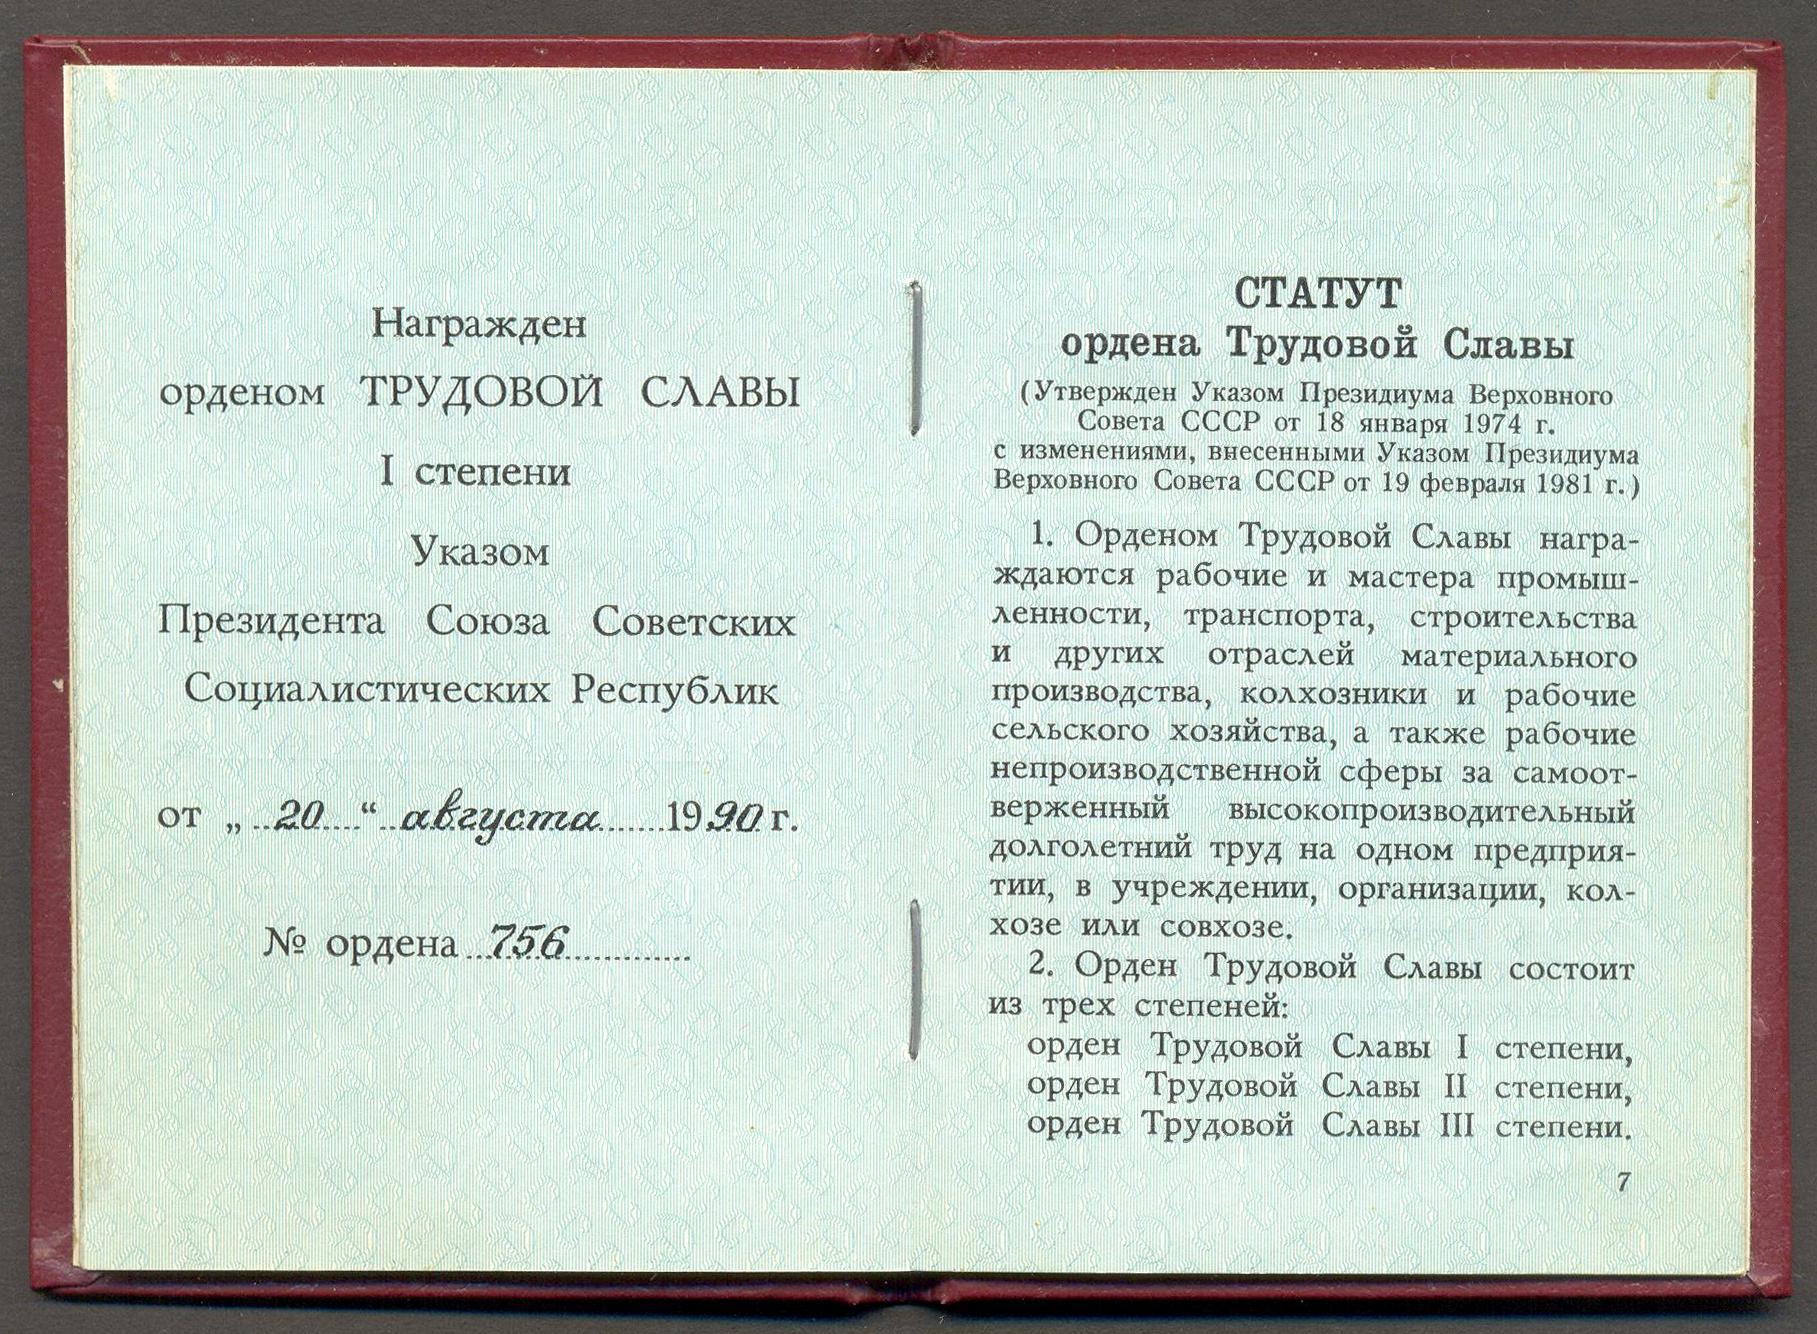 Награжден
орденом ТРУДОВОЙ СЛАВЫ
I степени
Указом
Президента Союза Советских
Социалистических Республик
от „ 20 “ августа 1990 г.
№ ордена 756
СТАТУТ
ордена Трудовой Славы
(Утвержден Указом Президиума Верховного
Совета СССР от 18 января 1974 г.
с изменениями, внесенными Указом Президиума
Верховного Совета СССР от 19 февраля 1981 г.)
1. Орденом Трудовой Славы награ-
ждаются рабочие и мастера промыш-
ленности, транспорта, строительства
и других отраслей материального
производства, колхозники и рабочие
сельского хозяйства, а также рабочие
непроизводственной сферы за самоот-
верженный высокопроизводительный
долголетний труд на одном предприя-
тии, в учреждении, организации, кол-
хозе или совхозе.
2. Орден Трудовой Славы состоит
из трех степеней:
орден Трудовой Славы I степени,
орден Трудовой Славы II степени,
орден Трудовой Славы III степени.
7